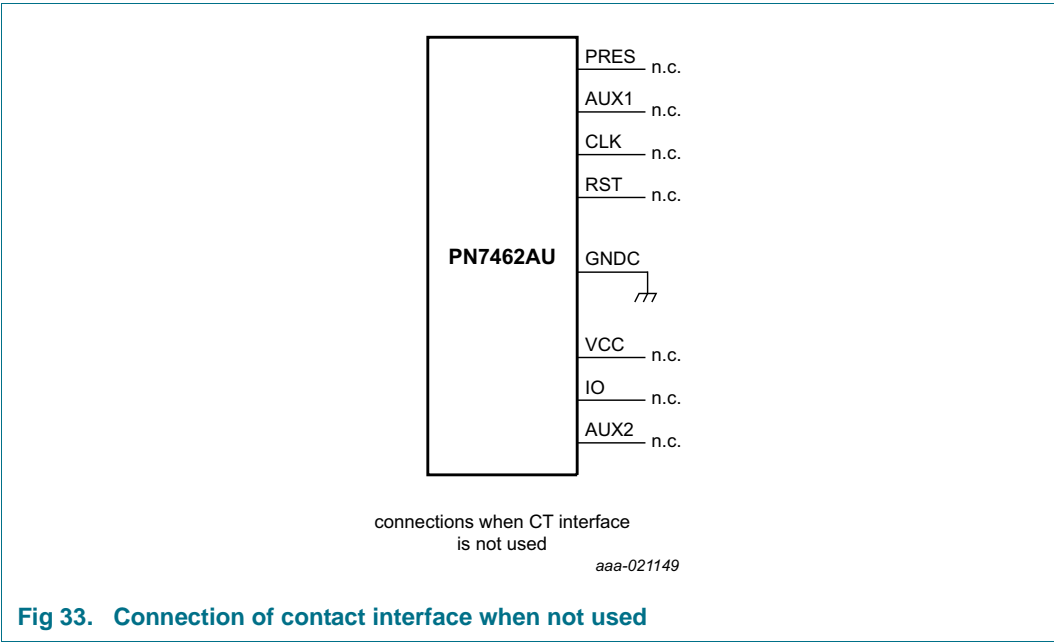 PRES n.c.
AUX1 n.c.
CLK n.c.
RST n.c.
PN7462AU GNDC
VCC n.c.
IO n.c.
AUX2 n.c.
connections when CT interface
is not used
aaa-021149
Fig 33. Connection of contact interface when not used